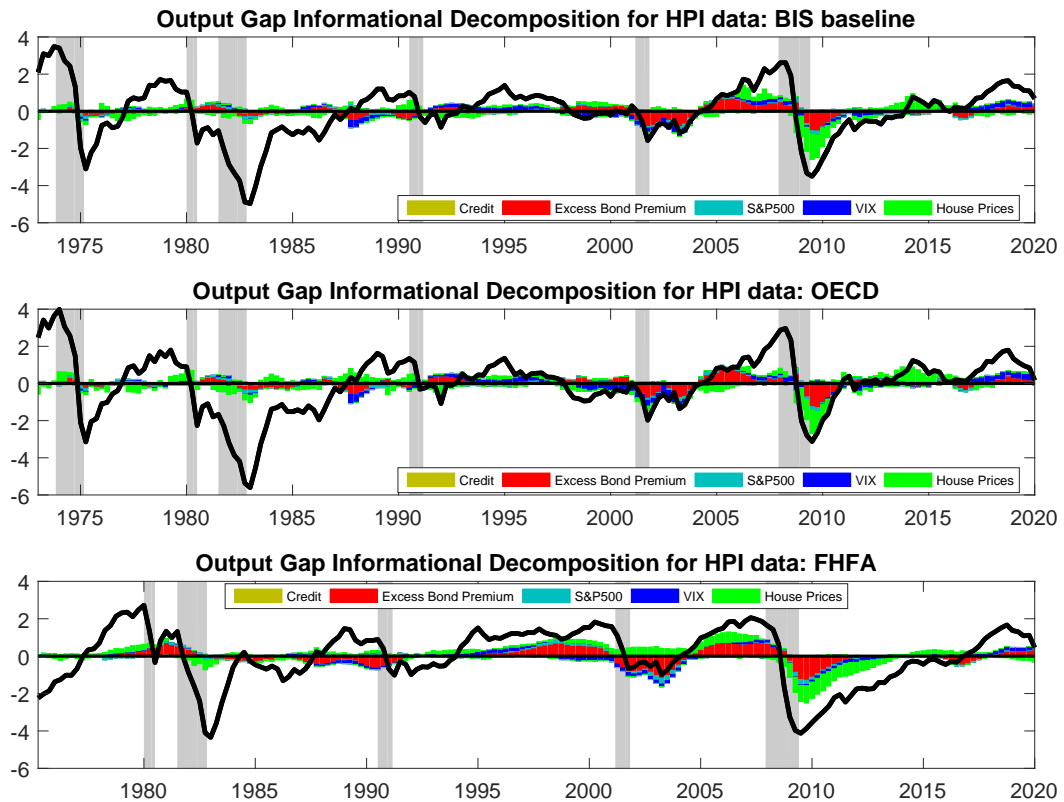 Output Gap Informational Decomposition for HPI data: BIS baseline
4
2
0
-2
-4
-6
Credit Excess Bond Premium S&P500 VIX House Prices
1975 1980 1985 1990 1995 2000 2005 2010 2015 2020
Output Gap Informational Decomposition for HPI data: OECD
4
2
0
-2
-4
-6
Credit Excess Bond Premium S&P500 VIX House Prices
1975 1980 1985 1990 1995 2000 2005 2010 2015 2020
Output Gap Informational Decomposition for HPI data: FHFA
4
Credit Excess Bond Premium S&P500 VIX House Prices
2
0
-2
-4
-6
1980 1985 1990 1995 2000 2005 2010 2015 2020